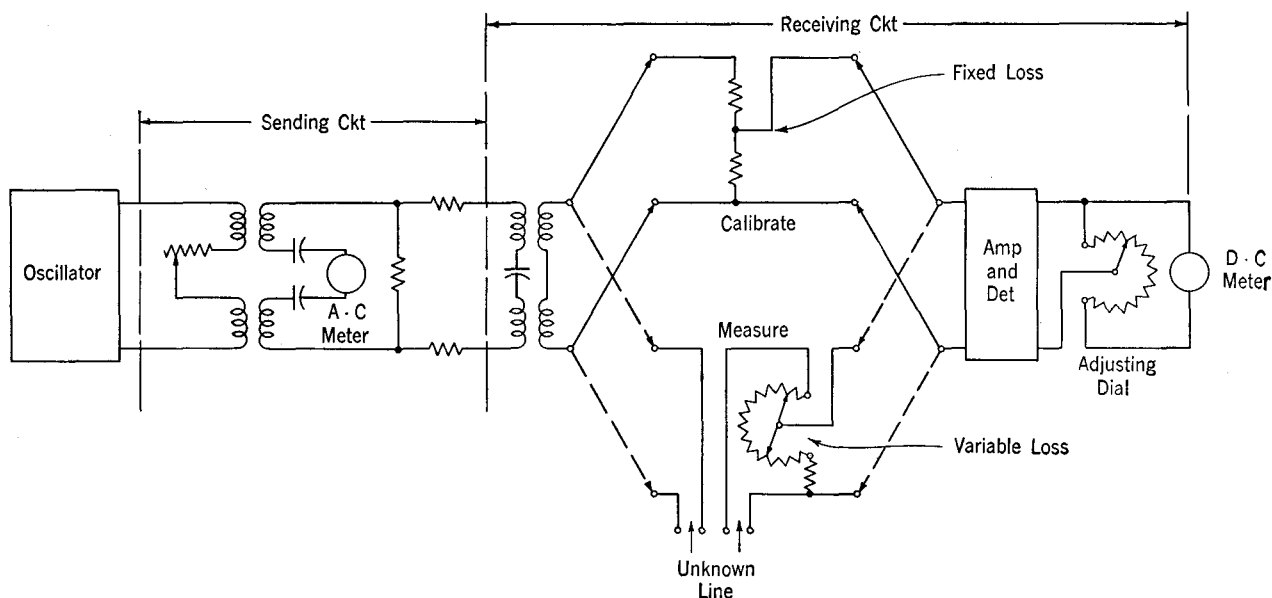 Receiving Ckt
Fixed Loss
Sending Ckt
Oscillator
A·C
Meter
Calibrate
Amp
and
Det
D·C
Meter
Adjusting
Dial
Measure
Variable Loss
Unknown
Line